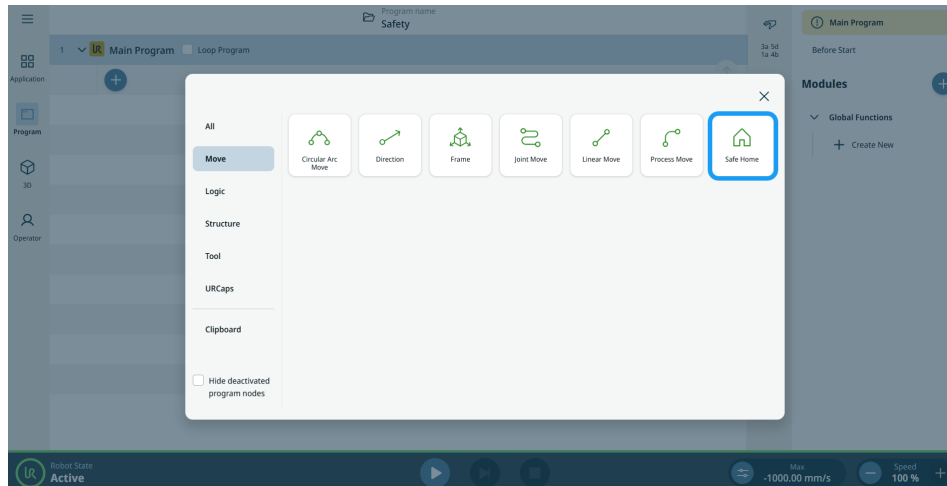 Program name
Safety
3a 5d
1a 4b
Main Program
1
Main Program
Loop Program
Before Start
Application
Modules
Global Functions
Create New
Program
3D
Operator
All
Move
Logic
Structure
Tool
URCaps
Clipboard
Hide deactivated
program nodes
Circular Arc
Move
Direction
Frame
Joint Move
Linear Move
Process Move
Safe Home
Robot State
Active
Max
-1000.00 mm/s
Speed
100 %